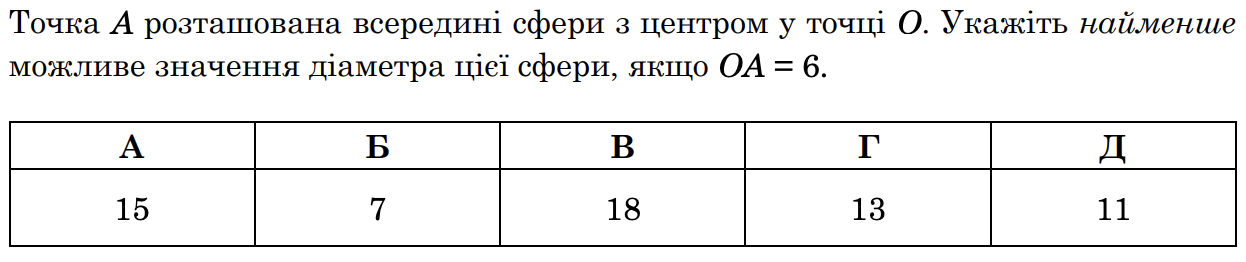 Точка A розташована всередині сфери з центром у точці O. Укажіть найменше
можливе значення діаметра цієї сфери, якщо OA = 6.
А Б В Г Д
15 7 18 13 11